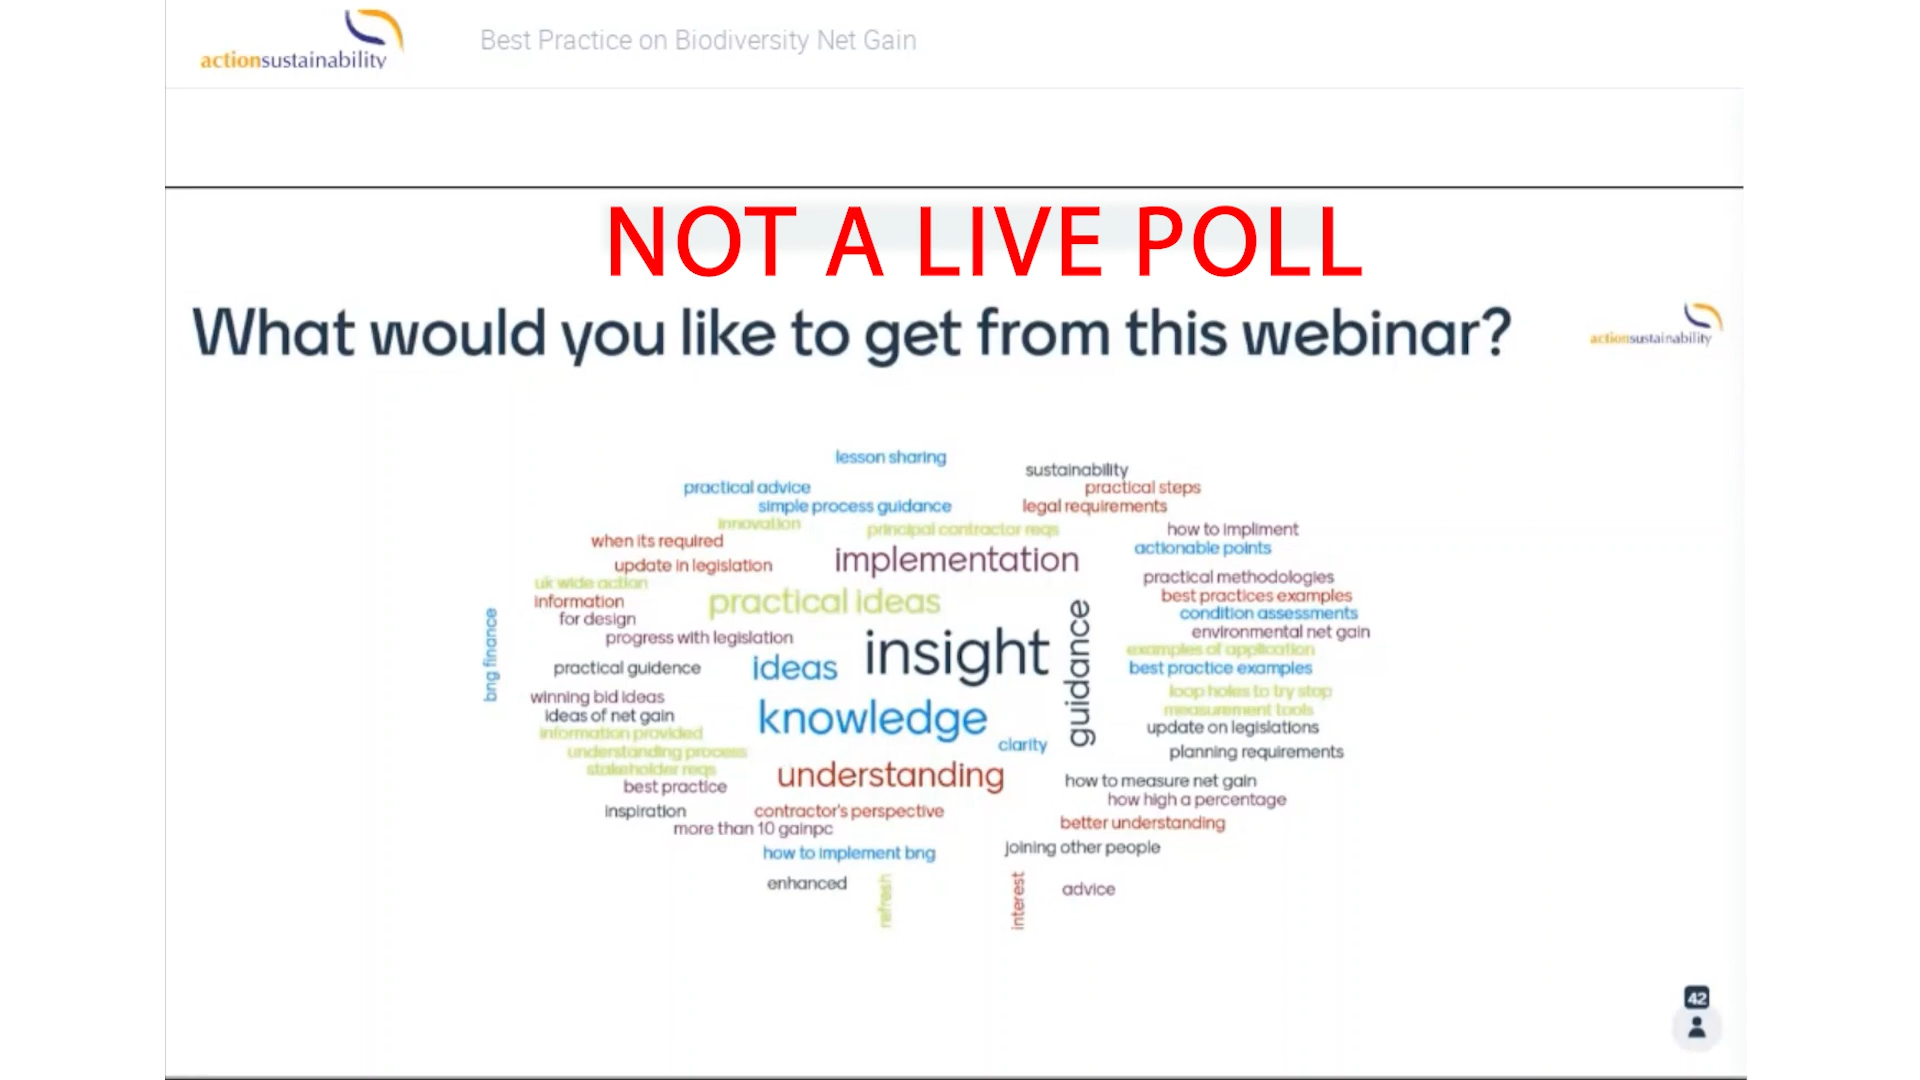 actionsustainability
Best Practice on Biodiversity Net Gain
NOT A LIVE POLL
What would you like to get from this webinar?
actionsustainability
lesson sharing
sustainability
practical advice
practical steps
simple process guidance
legal requirements
innovation
principal contractor reqs
how to impliment
when its required
actionable points
implementation
update in legislation
practical methodologies
uk wide action
best practices examples
information
practical ideas
condition assessments
for design
environmental net gain
progress with legislation
examples of application
bng finance
insight
guidance
practical guidence
ideas
best practice examples
loop holes to try stop
winning bid ideas
measurement tools
ideas of net gain
knowledge
update on legislations
information provided
clarity
understanding process
planning requirements
stakeholder reqs
understanding
how to measure net gain
best practice
how high a percentage
inspiration
contractor's perspective
better understanding
more than 10 gainpc
how to implement bng
joining other people
enhanced
refresh
interest
advice
42